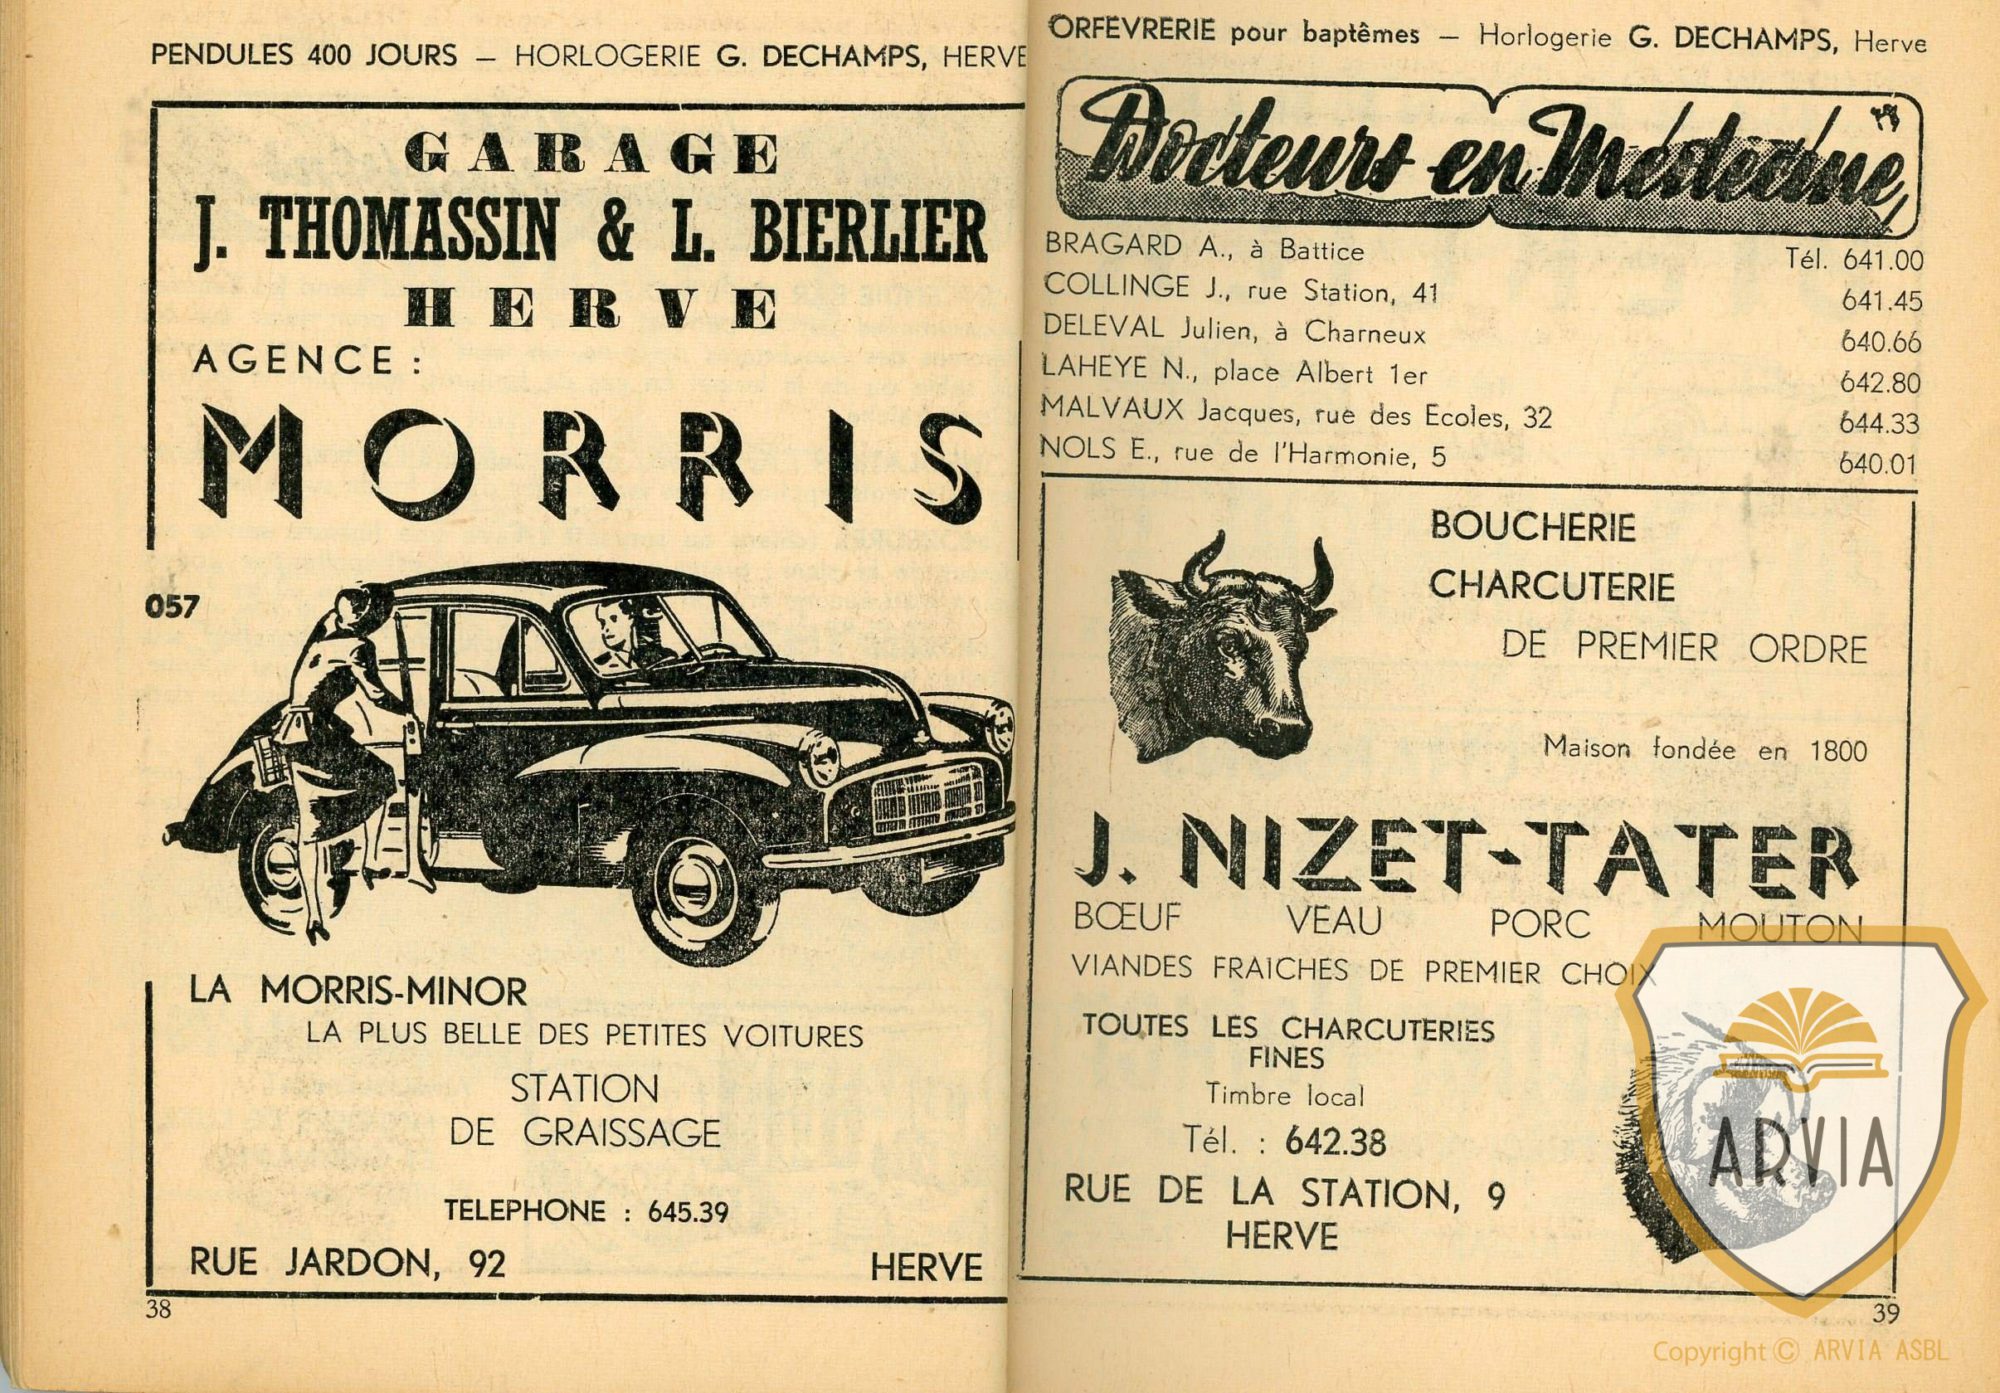 PENDULES 400 JOURS — HORLOGERIE G. DECHAMPS, HERVE
GARAGE
J. THOMASSIN & L. BIERLIER
HERVE
AGENCE :
MORRIS
057
LA MORRIS-MINOR
LA PLUS BELLE DES PETITES VOITURES
STATION
DE GRAISSAGE
TELEPHONE : 645.39
RUE JARDON, 92 HERVE
38
ORFEVRERIE pour baptêmes — Horlogerie G. DECHAMPS, Herve
Docteurs en Médecine
BRAGARD A., à Battice Tél. 641.00
COLLINGE J., rue Station, 41 641.45
DELEVAL Julien, à Charneux 640.66
LAHEYE N., place Albert 1er 642.80
MALVAUX Jacques, rue des Ecoles, 32 644.33
NOLS E., rue de l'Harmonie, 5 640.01
BOUCHERIE
CHARCUTERIE
DE PREMIER ORDRE
Maison fondée en 1800
J. NIZET-TATER
BŒUF VEAU PORC MOUTON
VIANDES FRAICHES DE PREMIER CHOIX
TOUTES LES CHARCUTERIES
FINES
Timbre local
Tél. : 642.38
RUE DE LA STATION, 9
HERVE
ARVIA
39
Copyright © ARVIA ASBL